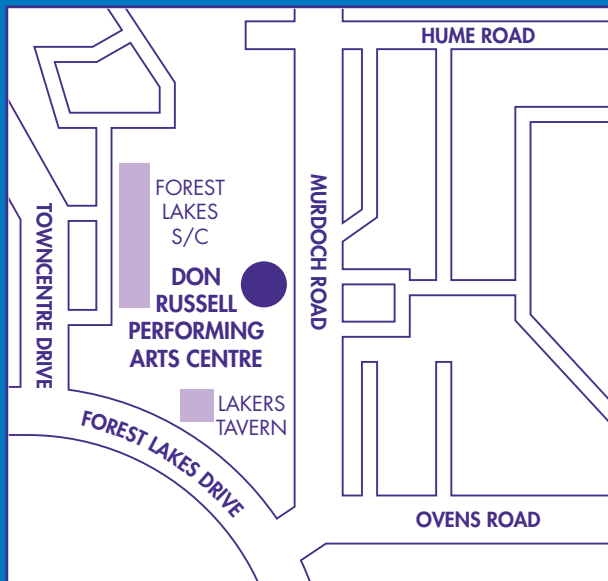 HUME ROAD
FOREST
LAKES
S/C
MURDOCH ROAD
TOWNCENTRE DRIVE
DON
RUSSELL
PERFORMING
ARTS CENTRE
LAKERS
TAVERN
FOREST LAKES DRIVE
OVENS ROAD